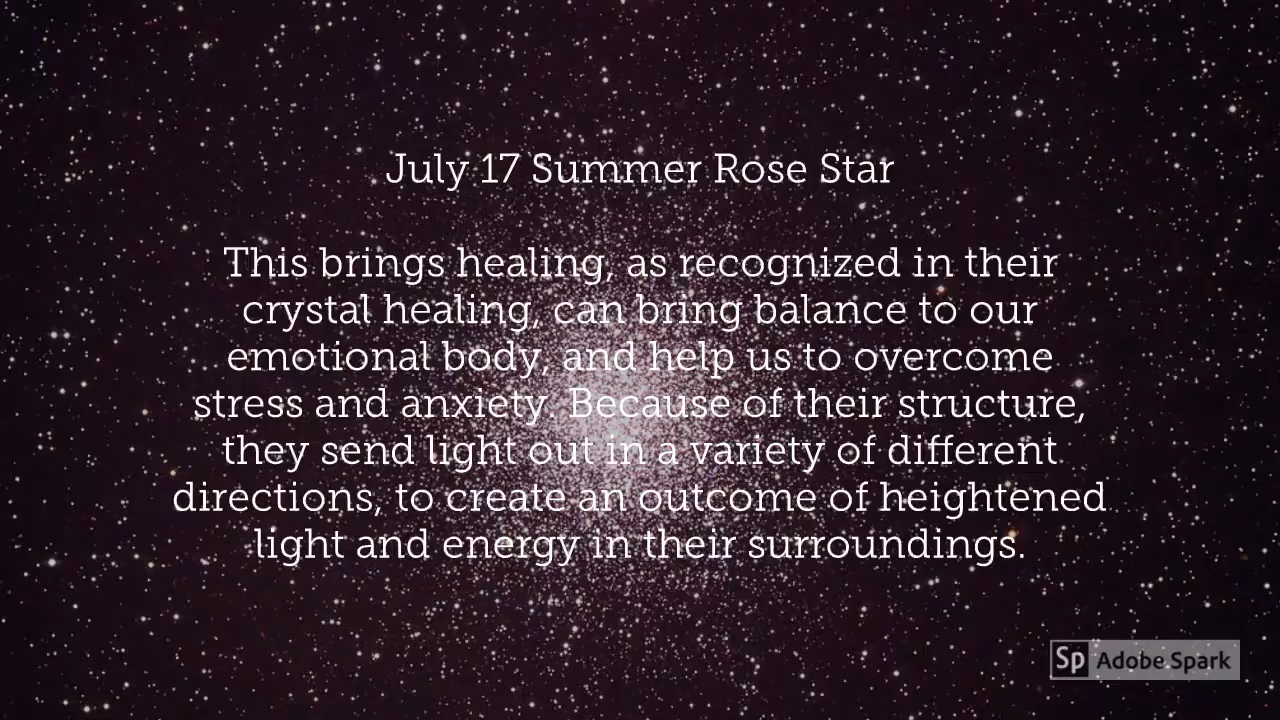 July 17 Summer Rose Star
This brings healing, as recognized in their
crystal healing, can bring balance to our
emotional body, and help us to overcome
stress and anxiety. Because of their structure,
they send light out in a variety of different
directions, to create an outcome of heightened
light and energy in their surroundings.
Sp Adobe Spark